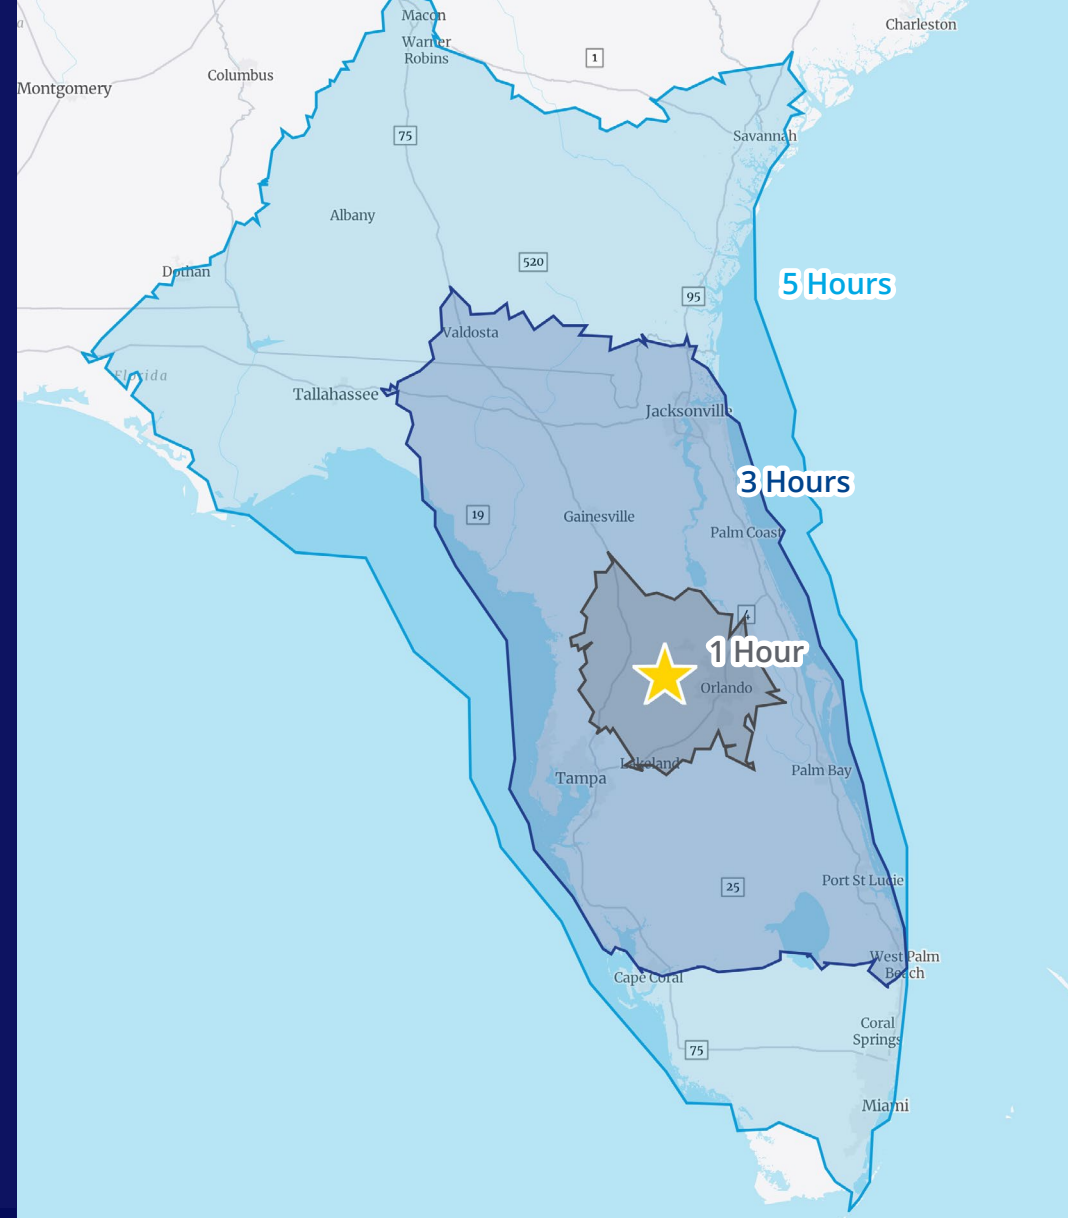 Macon
Charleston
Warner
Robins
1
Columbus
Montgomery
75
Savannah
Albany
520
Dothan
5 Hours
95
Valdosta
Florida
Tallahassee
Jacksonville
3 Hours
19
Gainesville
Palm Coast
4
1 Hour
Orlando
Lakeland
Tampa
Palm Bay
25
Port St Lucie
West Palm
Beach
Cape Coral
Coral
Springs
75
Miami